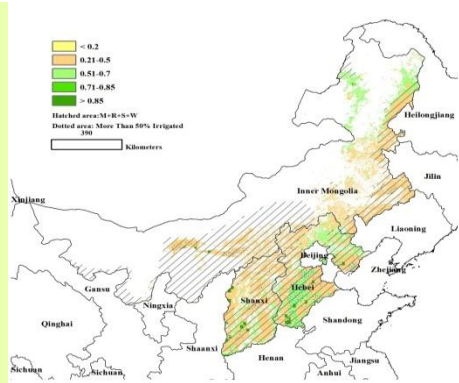 < 0.2
0.21-0.5
0.51-0.7
0.71-0.85
> 0.85
Hatched area:M+R+S+W
Dotted area: More Than 50% Irrigated
390
Kilometers
Heilongjiang
Jilin
Inner Mongolia
Xinjiang
Liaoning
Beijing
Zhejiang
Gansu
Hebei
Ningxia
Shanxi
Qinghai
Shandong
Shaanxi
Henan
Jiangsu
Sichuan
Sichuan
Anhui